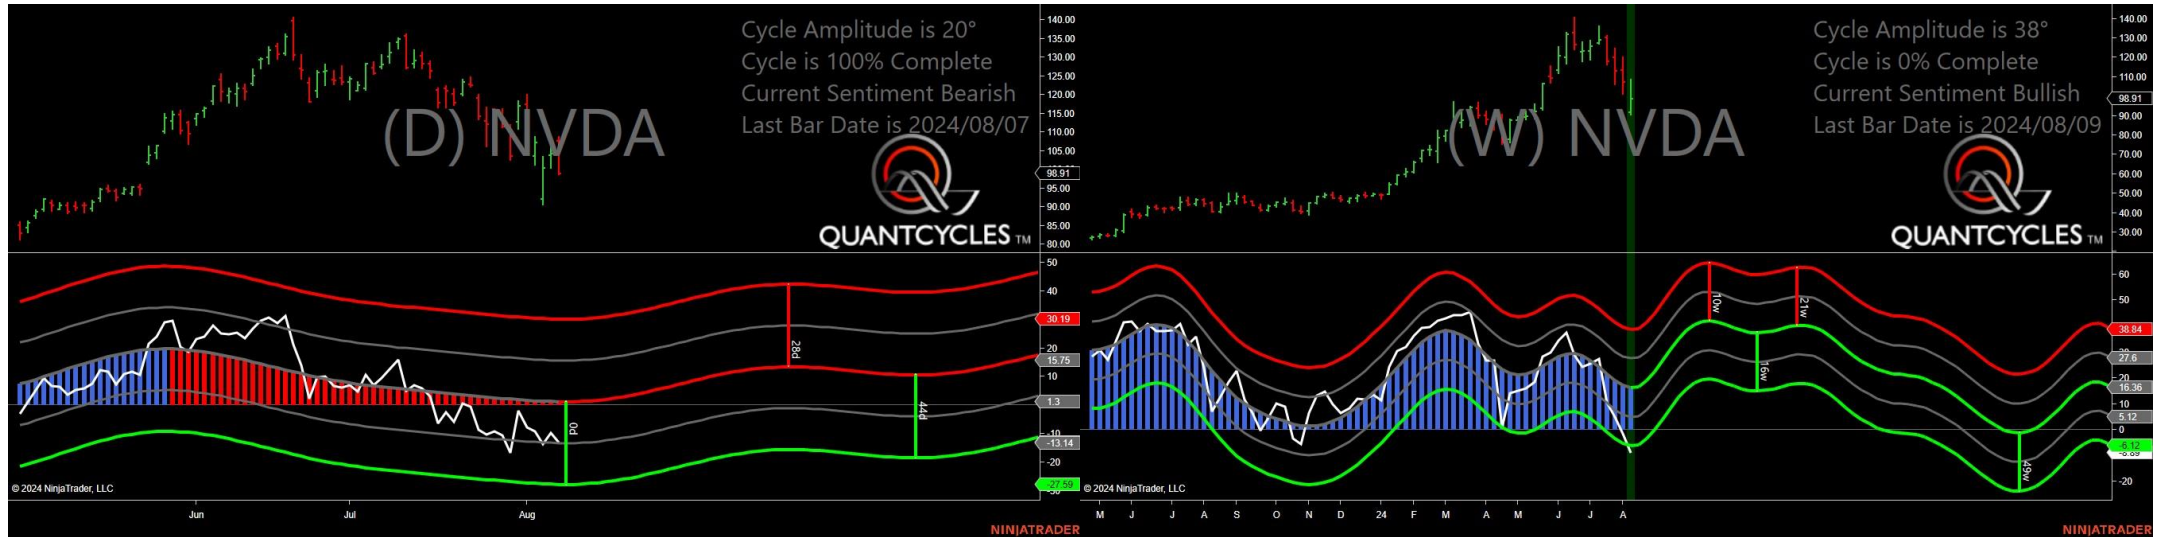 Cycle Amplitude is 20°
Cycle is 100% Complete
Current Sentiment Bearish
Last Bar Date is 2024/08/07
(D) NVDA
QUANTCYCLES TM
140.00
135.00
130.00
125.00
120.00
115.00
110.00
105.00
98.91
95.00
90.00
85.00
80.00
50
40
30.19
20
15.75
10
1.3
-10
-13.14
-20
-27.59
28d
0d
44d
© 2024 NinjaTrader, LLC
Jun
Jul
Aug
NINJATRADER
Cycle Amplitude is 38°
Cycle is 0% Complete
Current Sentiment Bullish
Last Bar Date is 2024/08/09
(W) NVDA
QUANTCYCLES TM
140.00
130.00
120.00
110.00
98.91
90.00
80.00
70.00
60.00
50.00
40.00
30.00
60
50
38.84
27.6
20
16.36
10
5.12
0
-6.12
-20
10w
21w
16w
49w
© 2024 NinjaTrader, LLC
M J J A S O N D 24 F M A M J J A
NINJATRADER